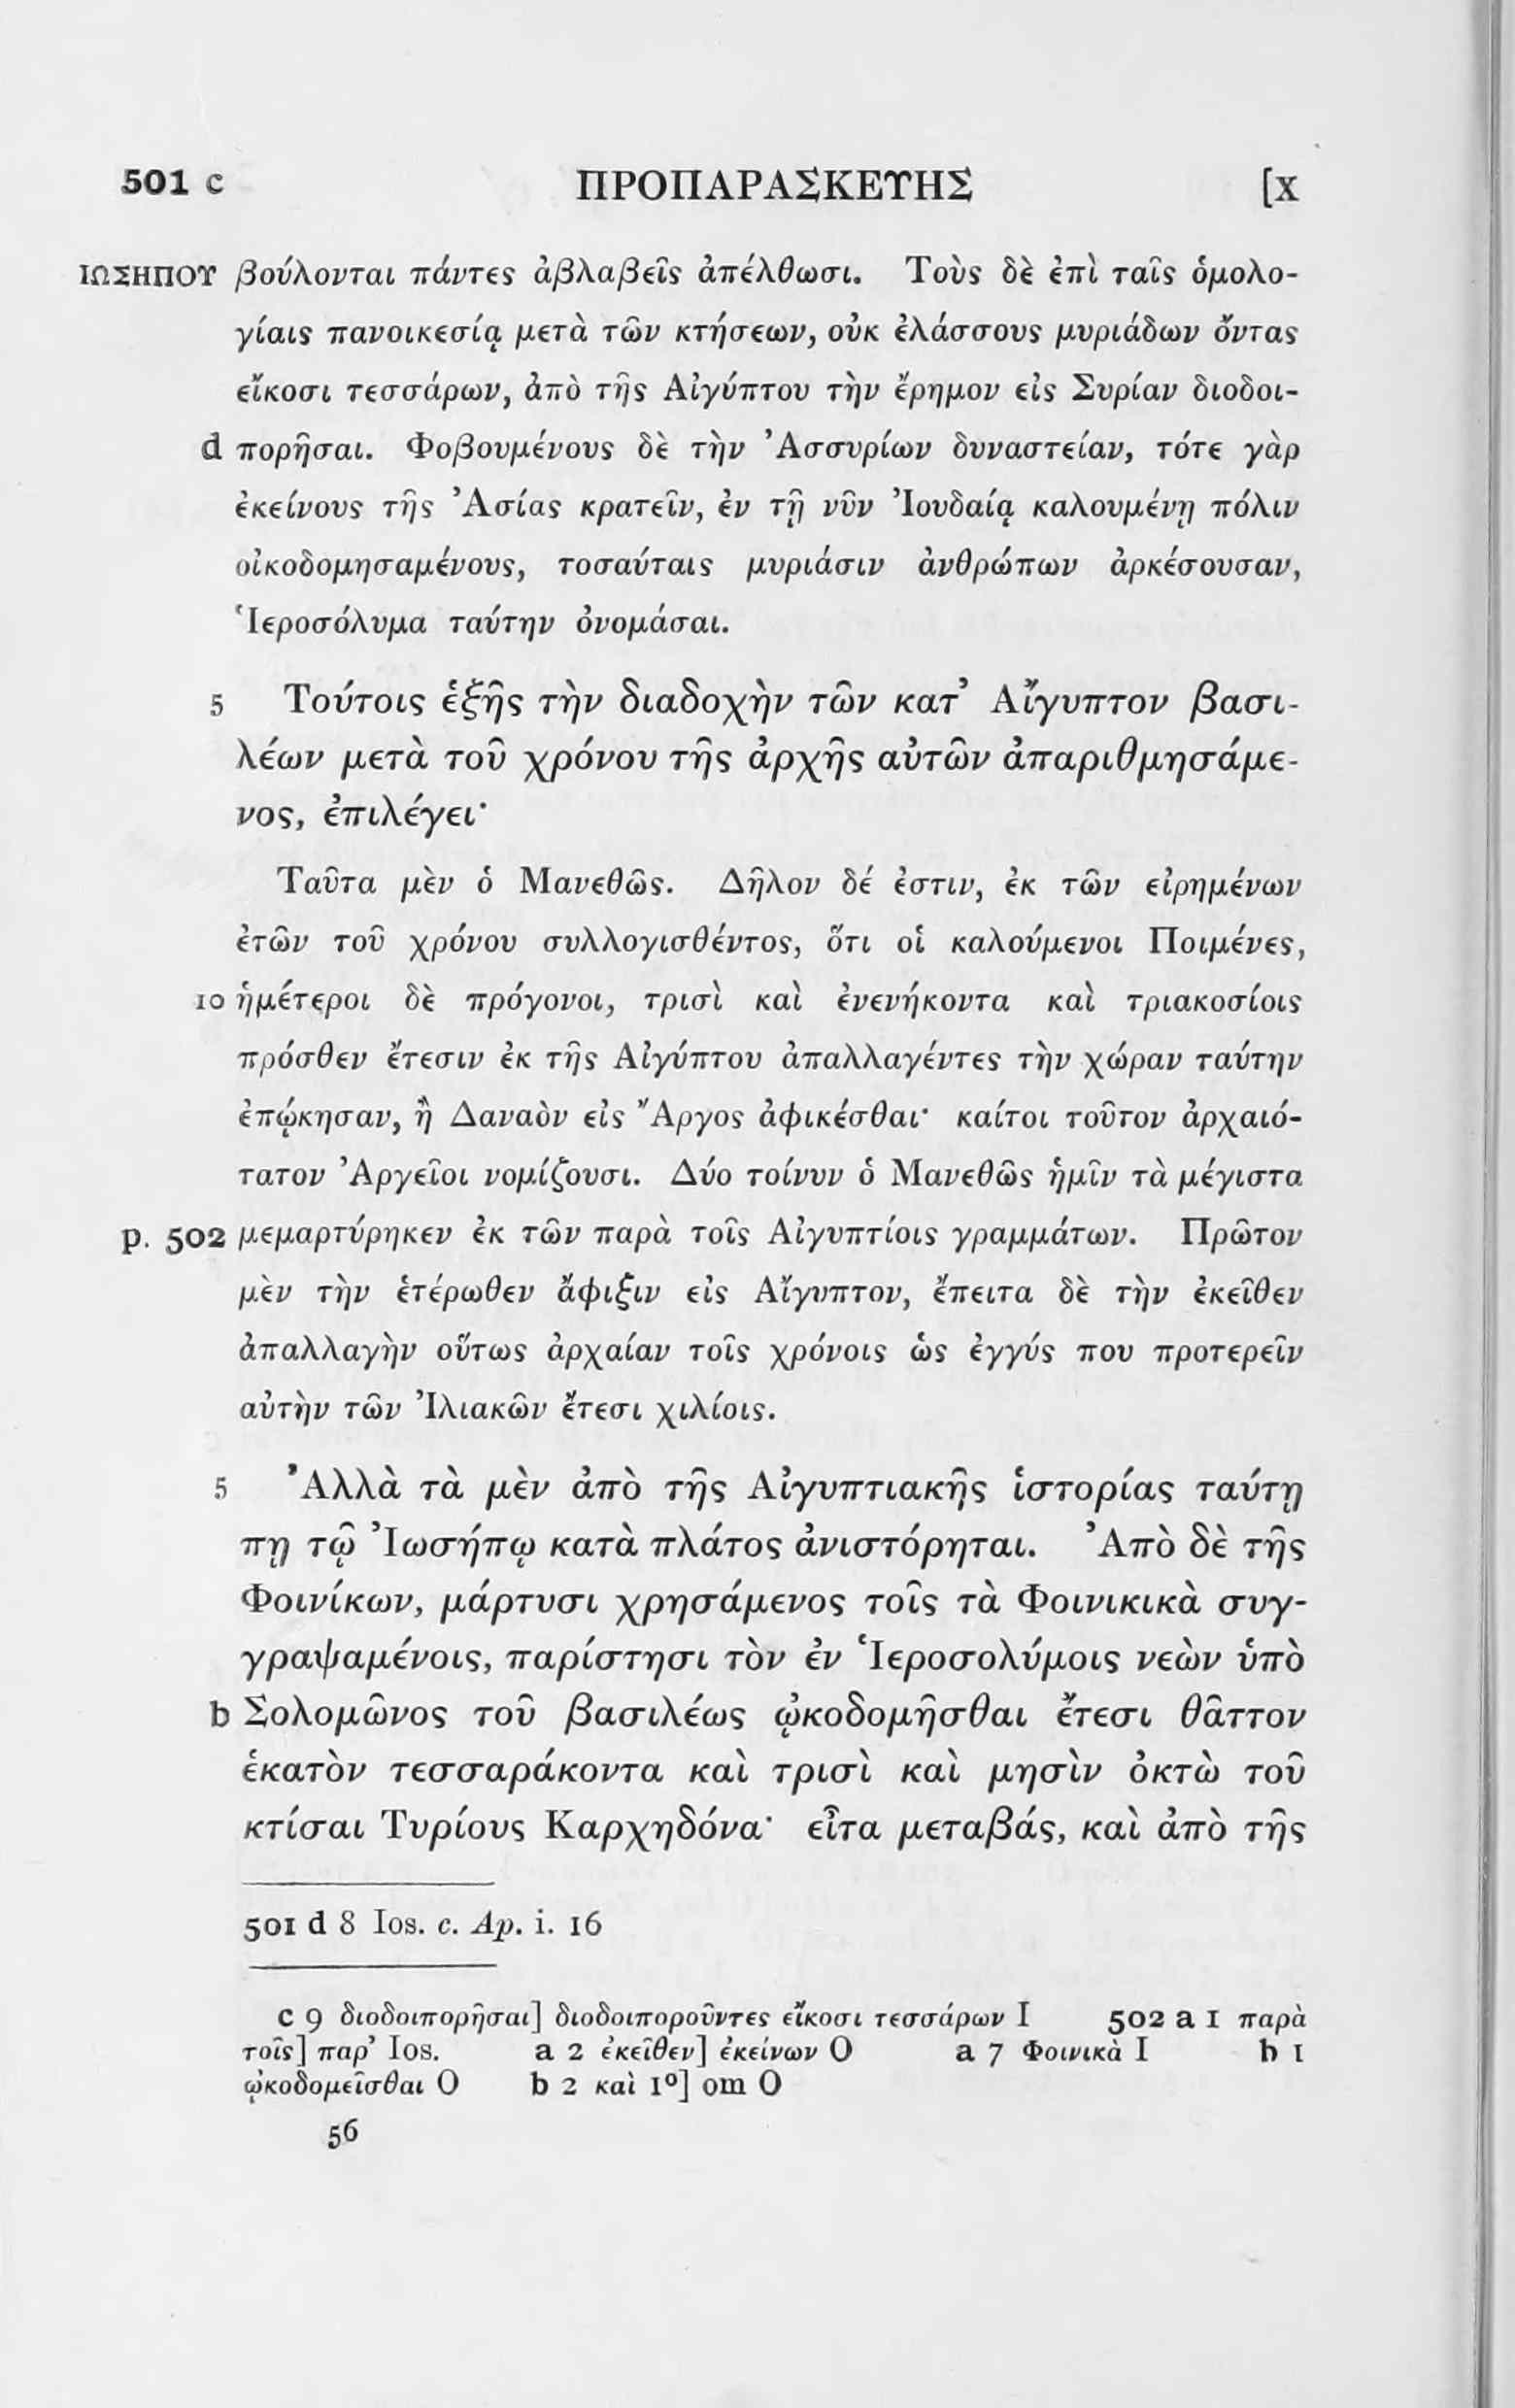 501 c ΠΡΟΠΑΡΑΣΚΕΥΗΣ [X
ΙΩΣΗΠΟΥ βούλονται πάντες ἀβλαβεῖς ἀπέλθωσι. Τοὺς δὲ ἐπὶ ταῖς ὁμολο-
γίαις πανοικεσίᾳ μετὰ τῶν κτήσεων, οὐκ ἐλάσσους μυριάδων ὄντας
εἴκοσι τεσσάρων, ἀπὸ τῆς Αἰγύπτου τὴν ἔρημον εἰς Συρίαν διοδοι-
d πορῆσαι. Φοβουμένους δὲ τὴν Ἀσσυρίων δυναστείαν, τότε γὰρ
ἐκείνους τῆς Ἀσίας κρατεῖν, ἐν τῇ νῦν Ἰουδαίᾳ καλουμένῃ πόλιν
οἰκοδομησαμένους, τοσαύταις μυριάσιν ἀνθρώπων ἀρκέσουσαν,
Ἱεροσόλυμα ταύτην ὀνομάσαι.
5 Τούτοις ἑξῆς τὴν διαδοχὴν τῶν κατ’ Αἴγυπτον βασι-
λέων μετὰ τοῦ χρόνου τῆς ἀρχῆς αὐτῶν ἀπαριθμησάμε-
νος, ἐπιλέγει·
Ταῦτα μὲν ὁ Μανεθῶς. Δῆλον δέ ἐστιν, ἐκ τῶν εἰρημένων
ἐτῶν τοῦ χρόνου συλλογισθέντος, ὅτι οἱ καλούμενοι Ποιμένες,
10 ἡμέτεροι δὲ πρόγονοι, τρισὶ καὶ ἐνενήκοντα καὶ τριακοσίοις
πρόσθεν ἔτεσιν ἐκ τῆς Αἰγύπτου ἀπαλλαγέντες τὴν χώραν ταύτην
ἐπῴκησαν, ἢ Δαναὸν εἰς Ἄργος ἀφικέσθαι· καίτοι τοῦτον ἀρχαιό-
τατον Ἀργεῖοι νομίζουσι. Δύο τοίνυν ὁ Μανεθῶς ἡμῖν τὰ μέγιστα
p. 502 μεμαρτύρηκεν ἐκ τῶν παρὰ τοῖς Αἰγυπτίοις γραμμάτων. Πρῶτον
μὲν τὴν ἑτέρωθεν ἄφιξιν εἰς Αἴγυπτον, ἔπειτα δὲ τὴν ἐκεῖθεν
ἀπαλλαγὴν οὕτως ἀρχαίαν τοῖς χρόνοις ὡς ἐγγύς που προτερεῖν
αὐτὴν τῶν Ἰλιακῶν ἔτεσι χιλίοις.
5 Ἀλλὰ τὰ μὲν ἀπὸ τῆς Αἰγυπτιακῆς ἱστορίας ταύτῃ
πῃ τῷ Ἰωσήπῳ κατὰ πλάτος ἀνιστόρηται. Ἀπὸ δὲ τῆς
Φοινίκων, μάρτυσι χρησάμενος τοῖς τὰ Φοινικικὰ συγ-
γραψαμένοις, παρίστησι τὸν ἐν Ἱεροσολύμοις νεὼν ὑπὸ
b Σολομῶνος τοῦ βασιλέως ᾠκοδομῆσθαι ἔτεσι θᾶττον
ἑκατὸν τεσσαράκοντα καὶ τρισὶ καὶ μησὶν ὀκτὼ τοῦ
κτίσαι Τυρίους Καρχηδόνα· εἶτα μεταβάς, καὶ ἀπὸ τῆς
501 d 8 Ios. c. Ap. i. 16
c 9 διοδοιπορῆσαι] διοδοιποροῦντες εἴκοσι τεσσάρων I 502 a 1 παρὰ
τοῖς] παρ’ Ios. a 2 ἐκεῖθεν] ἐκείνων O a 7 Φοινικὰ I b 1
ᾠκοδομεῖσθαι O b 2 καὶ 1º] om O
56